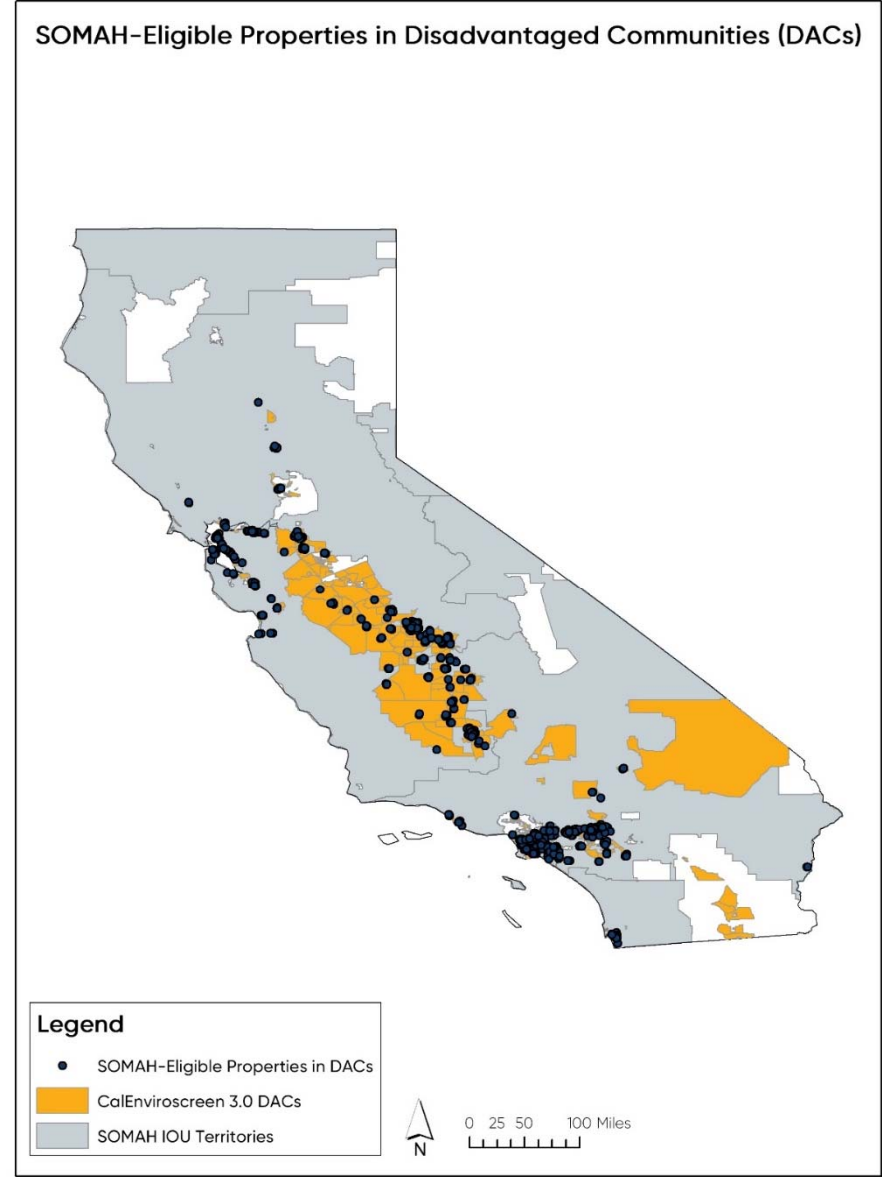 SOMAH-Eligible Properties in Disadvantaged Communities (DACs)
Legend
SOMAH-Eligible Properties in DACs
CalEnviroscreen 3.0 DACs
SOMAH IOU Territories
N
0 25 50 100 Miles